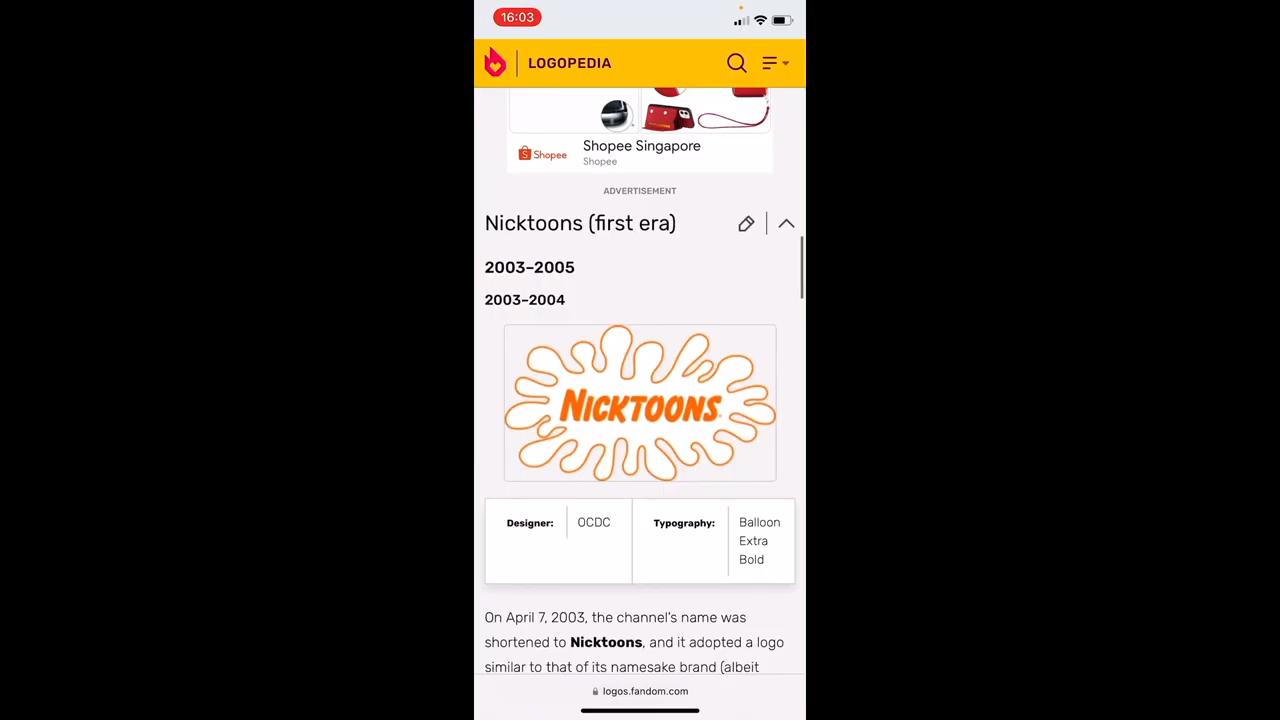 16:03
LOGOPEDIA
Shopee
Shopee Singapore
Shopee
ADVERTISEMENT
Nicktoons (first era)
2003–2005
2003–2004
NICKTOONS
Designer:
OCDC
Typography:
Balloon
Extra
Bold
On April 7, 2003, the channel's name was
shortened to Nicktoons, and it adopted a logo
similar to that of its namesake brand (albeit
logos.fandom.com